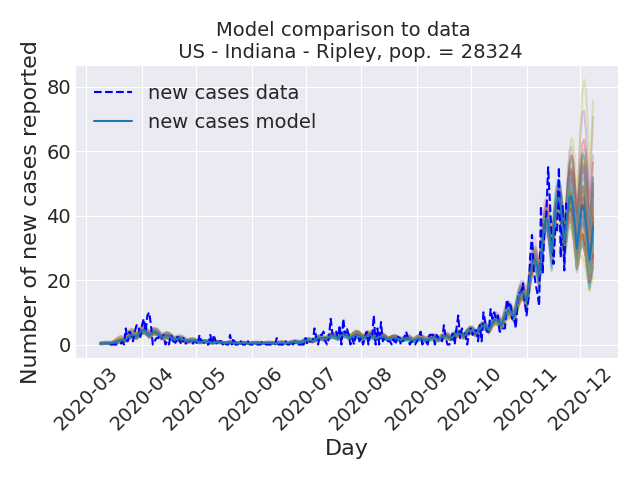 Model comparison to data
US - Indiana - Ripley, pop. = 28324
Number of new cases reported
80
60
40
20
0
new cases data
new cases model
2020-03
2020-04
2020-05
2020-06
2020-07
2020-08
2020-09
2020-10
2020-11
2020-12
Day